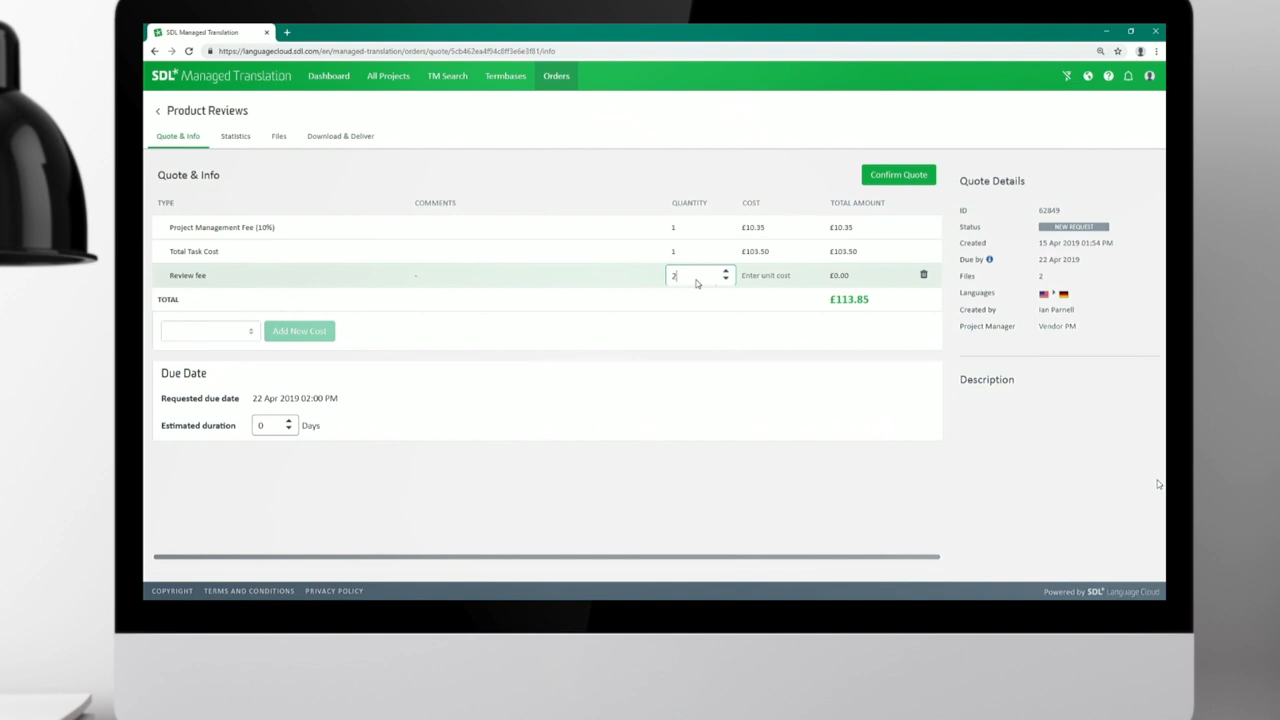 SDL Managed Translation
https://languagecloud.sdl.com/en/managed-translation/orders/quote/5cb462ea4f94c8ff3e6e3f81/info
SDL* Managed Translation Dashboard All Projects TM Search Termbases Orders
Product Reviews
Quote & Info Statistics Files Download & Deliver
Quote & Info
Confirm Quote
TYPE COMMENTS QUANTITY COST TOTAL AMOUNT
Project Management Fee (10%) 1 £10.35 £10.35
Total Task Cost 1 £103.50 £103.50
Review fee - 2 Enter unit cost £0.00
TOTAL £113.85
Add New Cost
Due Date
Requested due date 22 Apr 2019 02:00 PM
Estimated duration 0 Days
Quote Details
ID 62849
Status NEW REQUEST
Created 15 Apr 2019 01:54 PM
Due by 22 Apr 2019
Files 2
Languages
Created by Ian Parnell
Project Manager Vendor PM
Description
COPYRIGHT TERMS AND CONDITIONS PRIVACY POLICY
Powered by SDL* Language Cloud